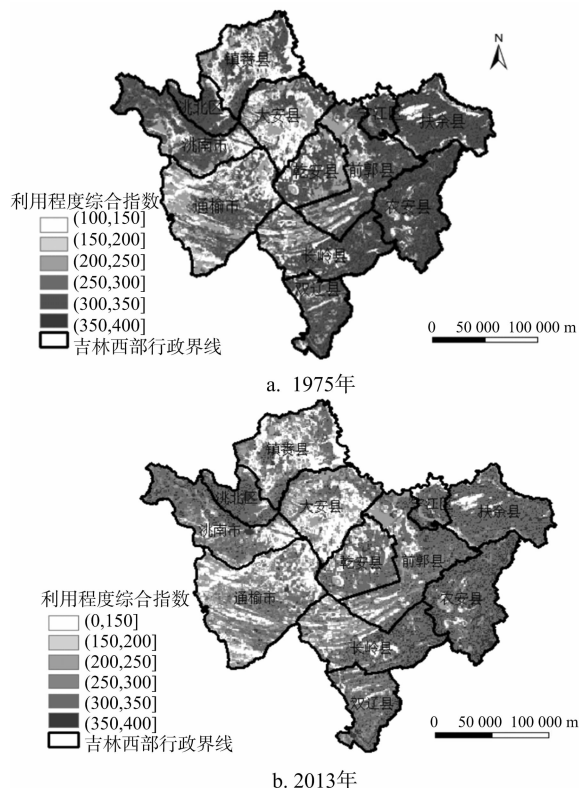 N
镇赉县
洮北区
大安县
宁江区
扶余县
洮南市
乾安县
前郭县
通榆市
农安县
长岭县
双辽县
利用程度综合指数
(100,150]
(150,200]
(200,250]
(250,300]
(300,350]
(350,400]
吉林西部行政界线
0 50 000 100 000 m
a. 1975年
镇赉县
洮北区
大安县
宁江区
扶余县
洮南市
乾安县
前郭县
通榆市
农安县
长岭县
双辽县
利用程度综合指数
(0,150]
(150,200]
(200,250]
(250,300]
(300,350]
(350,400]
吉林西部行政界线
0 50 000 100 000 m
b. 2013年